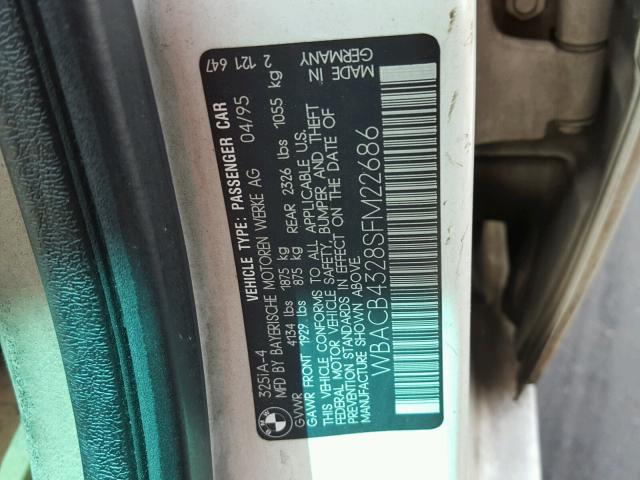 325iA-4 VEHICLE TYPE: PASSENGER CAR
MFD BY BAYERISCHE MOTOREN WERKE AG 04/95
GVWR 4134 lbs 1875 kg
GAWR FRONT 1929 lbs 875 kg REAR 2326 lbs 1055 kg
THIS VEHICLE CONFORMS TO ALL APPLICABLE U.S.
FEDERAL MOTOR VEHICLE SAFETY, BUMPER AND THEFT
PREVENTION STANDARDS IN EFFECT ON THE DATE OF
MANUFACTURE SHOWN ABOVE.
WBACB4328SFM22686
2 121 647
MADE IN
GERMANY
BMW